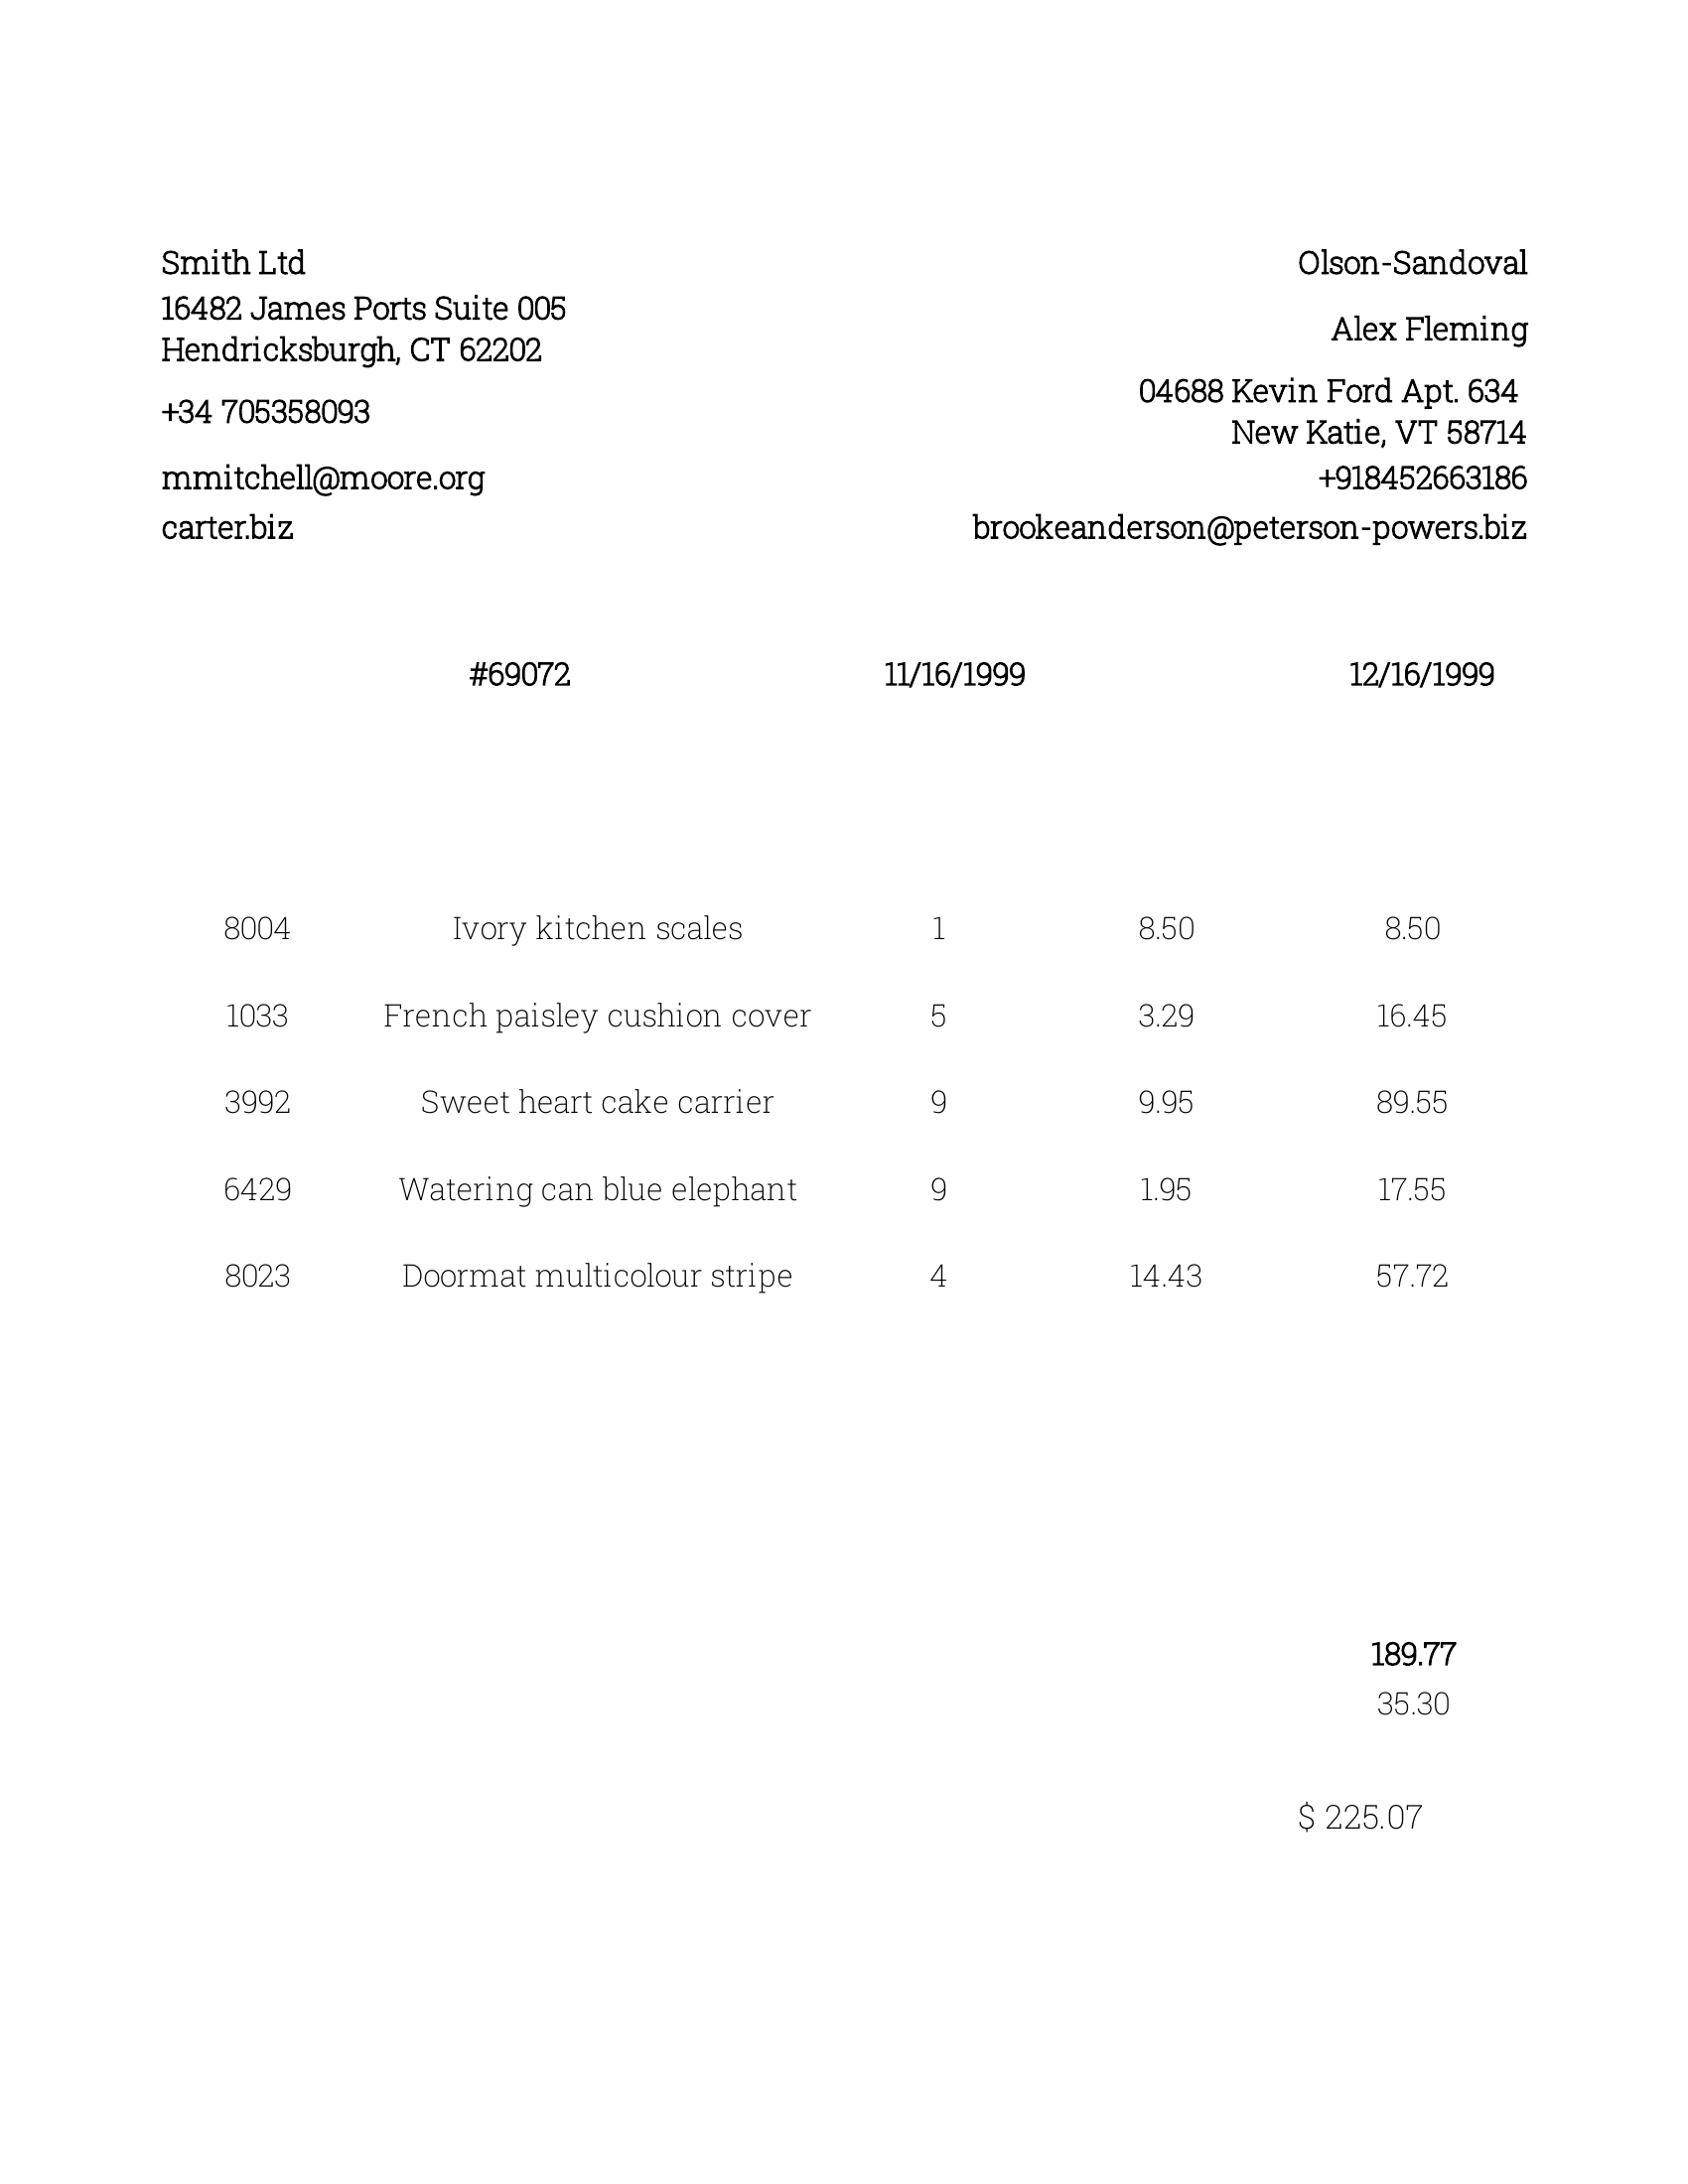 Smith Ltd
16482 James Ports Suite 005
Hendricksburgh, CT 62202
+34 705358093
mmitchell@moore.org
carter.biz
Olson-Sandoval
Alex Fleming
04688 Kevin Ford Apt. 634
New Katie, VT 58714
+918452663186
brookeanderson@peterson-powers.biz
#69072 11/16/1999 12/16/1999
8004 Ivory kitchen scales 1 8.50 8.50
1033 French paisley cushion cover 5 3.29 16.45
3992 Sweet heart cake carrier 9 9.95 89.55
6429 Watering can blue elephant 9 1.95 17.55
8023 Doormat multicolour stripe 4 14.43 57.72
189.77
35.30
$ 225.07